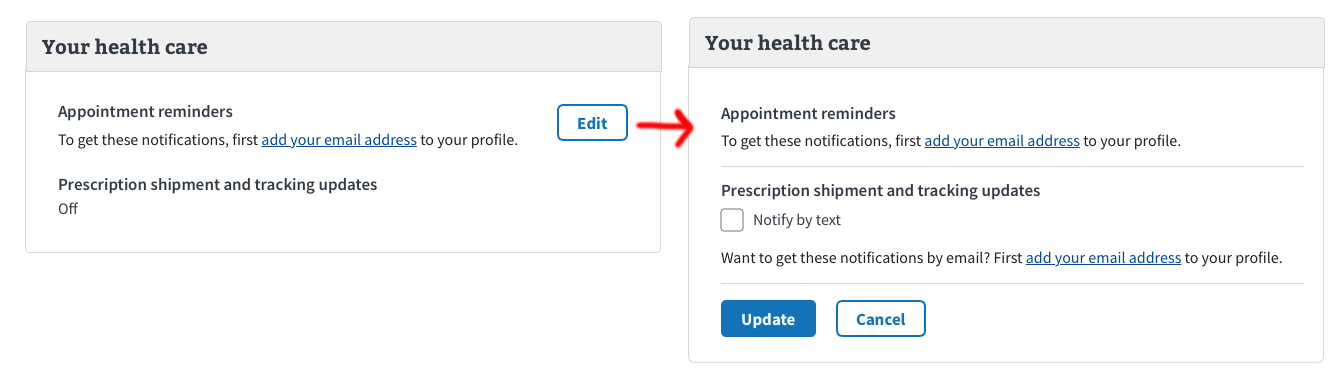 Your health care
Appointment reminders
To get these notifications, first add your email address to your profile.
Edit
Prescription shipment and tracking updates
Off
Your health care
Appointment reminders
To get these notifications, first add your email address to your profile.
Prescription shipment and tracking updates
Notify by text
Want to get these notifications by email? First add your email address to your profile.
Update
Cancel